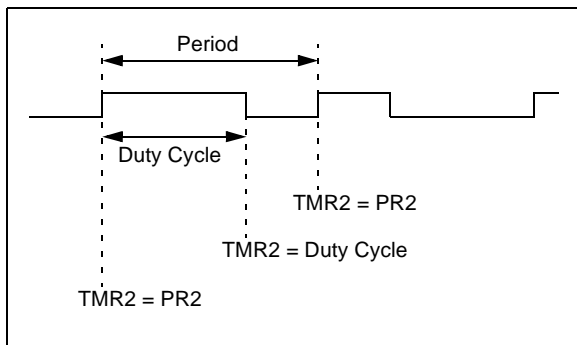 Period
Duty Cycle
TMR2 = PR2
TMR2 = Duty Cycle
TMR2 = PR2